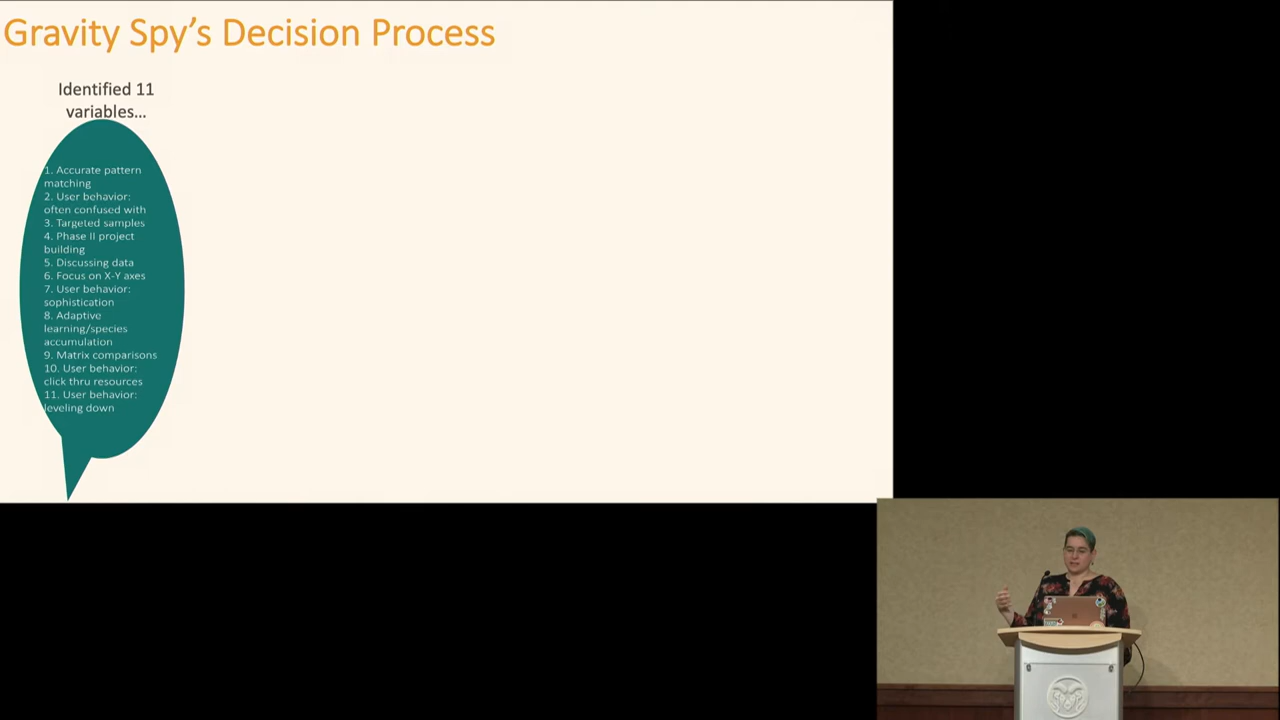 Gravity Spy's Decision Process
Identified 11
variables...
1. Accurate pattern
matching
2. User behavior:
often confused with
3. Targeted samples
4. Phase II project
building
5. Discussing data
6. Focus on X-Y axes
7. User behavior:
sophistication
8. Adaptive
learning/species
accumulation
9. Matrix comparisons
10. User behavior:
click thru resources
11. User behavior:
leveling down